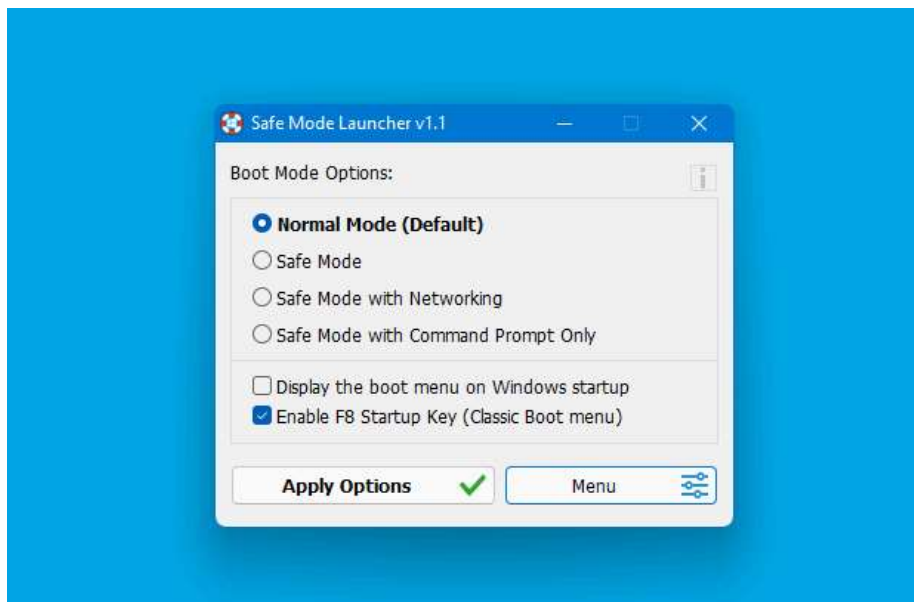 Safe Mode Launcher v1.1
Boot Mode Options:
Normal Mode (Default)
Safe Mode
Safe Mode with Networking
Safe Mode with Command Prompt Only
Display the boot menu on Windows startup
Enable F8 Startup Key (Classic Boot menu)
Apply Options
Menu